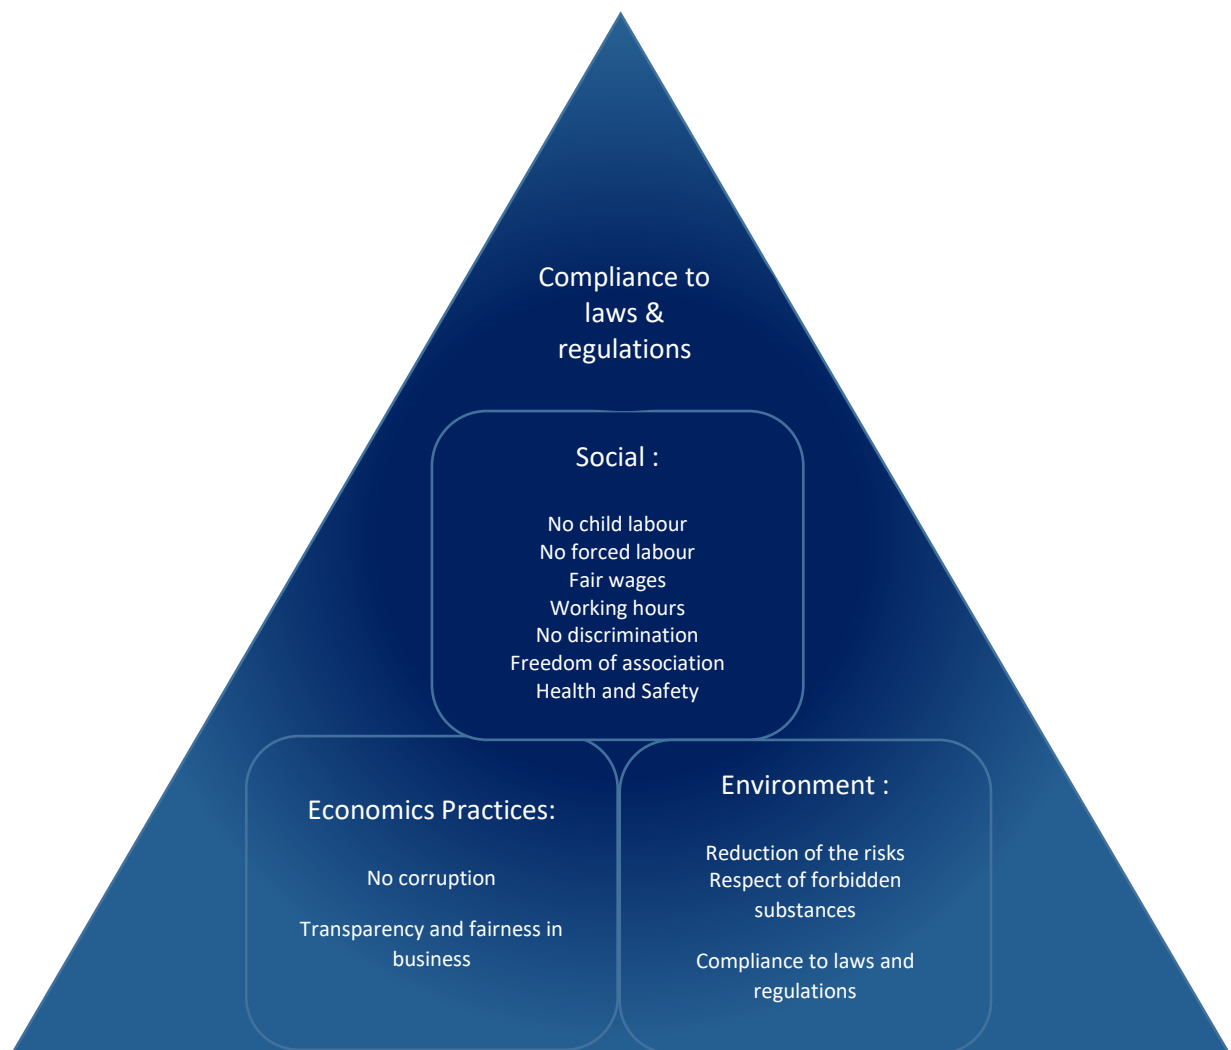 Compliance to
laws &
regulations
Social :
No child labour
No forced labour
Fair wages
Working hours
No discrimination
Freedom of association
Health and Safety
Economics Practices:
No corruption
Transparency and fairness in
business
Environment :
Reduction of the risks
Respect of forbidden
substances
Compliance to laws and
regulations